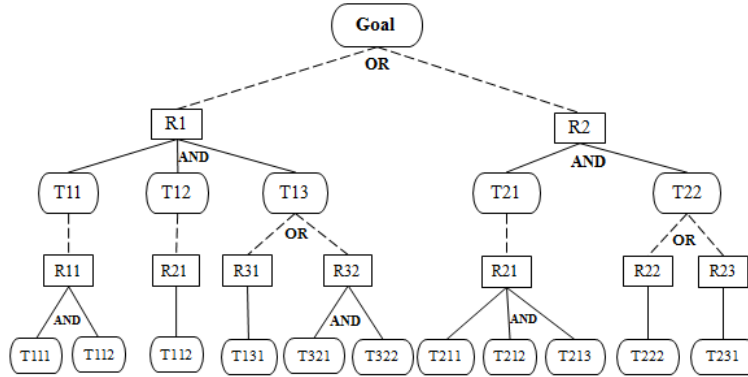 Goal
OR
R1
R2
AND
AND
T11
T12
T13
T21
T22
OR
OR
R11
R21
R31
R32
R21
R22
R23
AND
AND
AND
T111
T112
T112
T131
T321
T322
T211
T212
T213
T222
T231